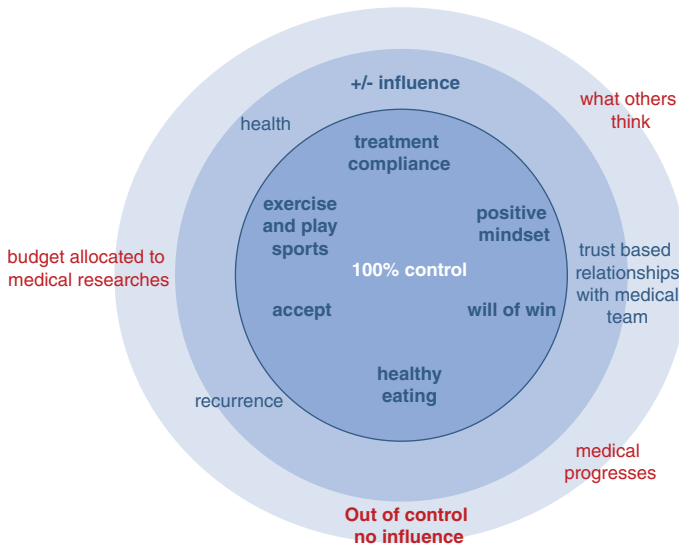 +/- influence
what others
think
health
treatment
compliance
exercise
and play
sports
positive
mindset
budget allocated to
medical researches
100% control
trust based
relationships
with medical
team
accept
will of win
healthy
eating
recurrence
medical
progresses
Out of control
no influence